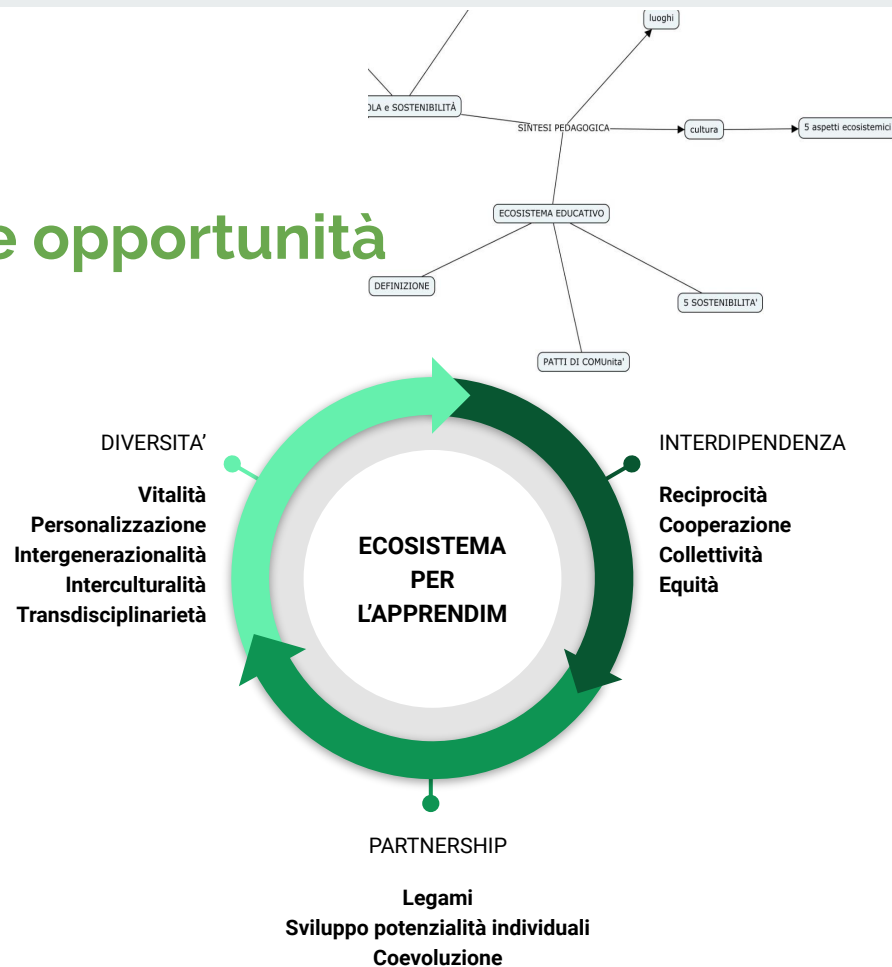 luoghi
OLA e SOSTENIBILITÀ
SINTESI PEDAGOGICA
cultura
5 aspetti ecosistemici
e opportunità
ECOSISTEMA EDUCATIVO
DEFINIZIONE
5 SOSTENIBILITA'
PATTI DI COMUnita'
DIVERSITA’
Vitalità
Personalizzazione
Intergenerazionalità
Interculturalità
Transdisciplinarietà
ECOSISTEMA
PER
L’APPRENDIM
INTERDIPENDENZA
Reciprocità
Cooperazione
Collettività
Equità
PARTNERSHIP
Legami
Sviluppo potenzialità individuali
Coevoluzione